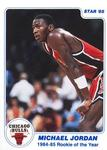 STAR '85
CHICAGO
BULLS
MICHAEL JORDAN
1984-85 Rookie of the Year